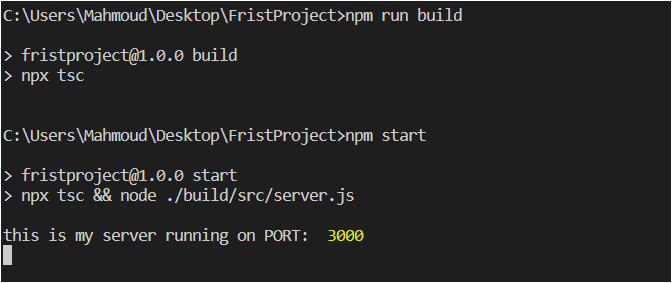 C:\Users\Mahmoud\Desktop\FristProject>npm run build
> fristproject@1.0.0 build
> npx tsc
C:\Users\Mahmoud\Desktop\FristProject>npm start
> fristproject@1.0.0 start
> npx tsc && node ./build/src/server.js
this is my server running on PORT:  3000